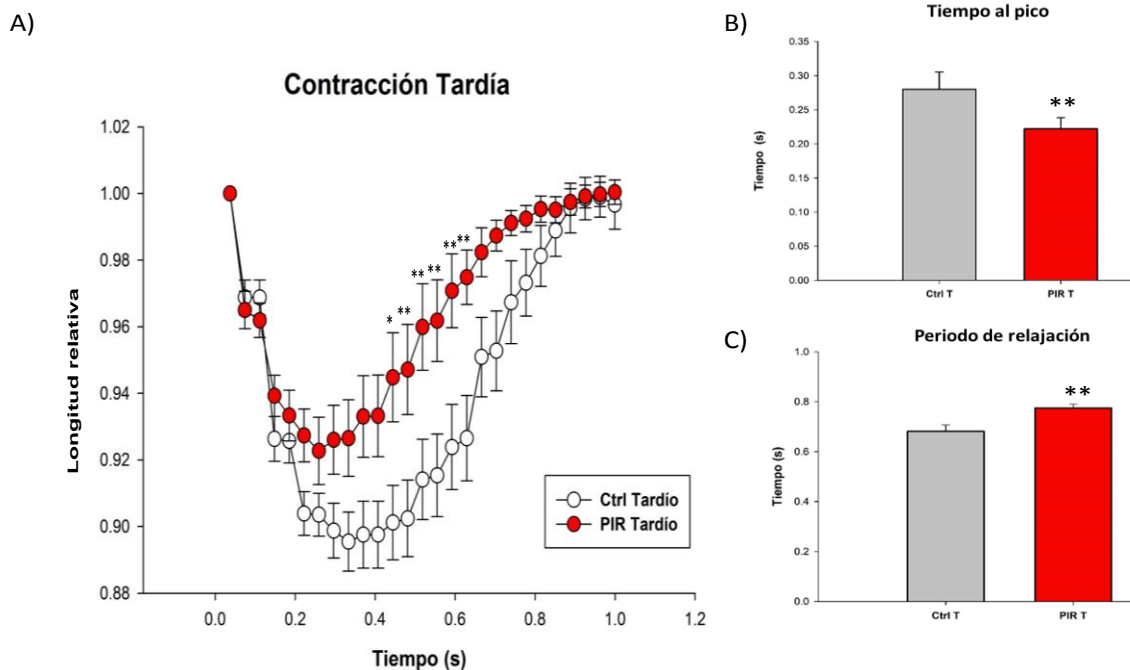 A)
Contracción Tardía
Longitud relativa
1.02
1.00
0.98
0.96
0.94
0.92
0.90
0.88
* ** ** ** ** **
Ctrl Tardío
PIR Tardío
0.0 0.2 0.4 0.6 0.8 1.0 1.2
Tiempo (s)
B)
Tiempo al pico
Tiempo (s)
0.35
0.30
0.25
0.20
0.15
0.10
0.05
0.00
**
Ctrl T PIR T
C)
Periodo de relajación
Tiempo (s)
1.0
0.8
0.6
0.4
0.2
0.0
**
Ctrl T PIR T